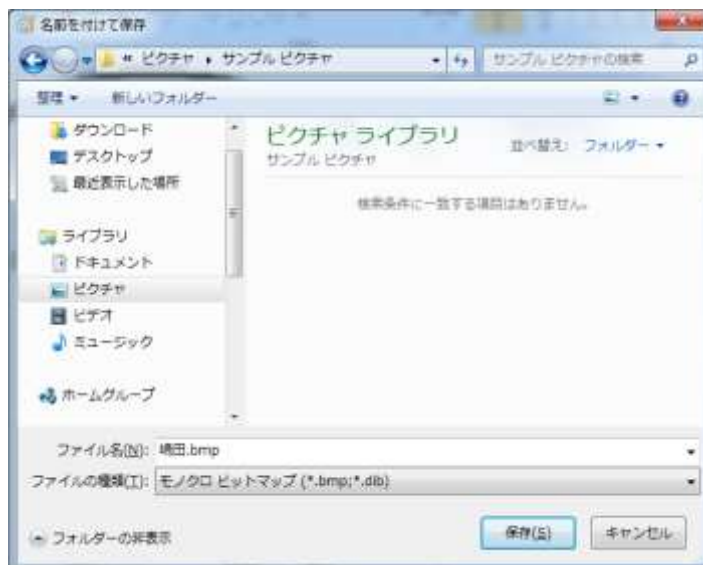 名前を付けて保存
« ピクチャ ▸ サンプル ピクチャ
サンプル ピクチャの検索
整理 ▼ 新しいフォルダー
ダウンロード
デスクトップ
最近表示した場所
ライブラリ
ドキュメント
ピクチャ
ビデオ
ミュージック
ホームグループ
ピクチャ ライブラリ
サンプル ピクチャ
並べ替え: フォルダー ▼
検索条件に一致する項目はありません。
ファイル名(N): 嶋田.bmp
ファイルの種類(T): モノクロ ビットマップ (*.bmp;*.dib)
フォルダーの非表示
保存(S)
キャンセル